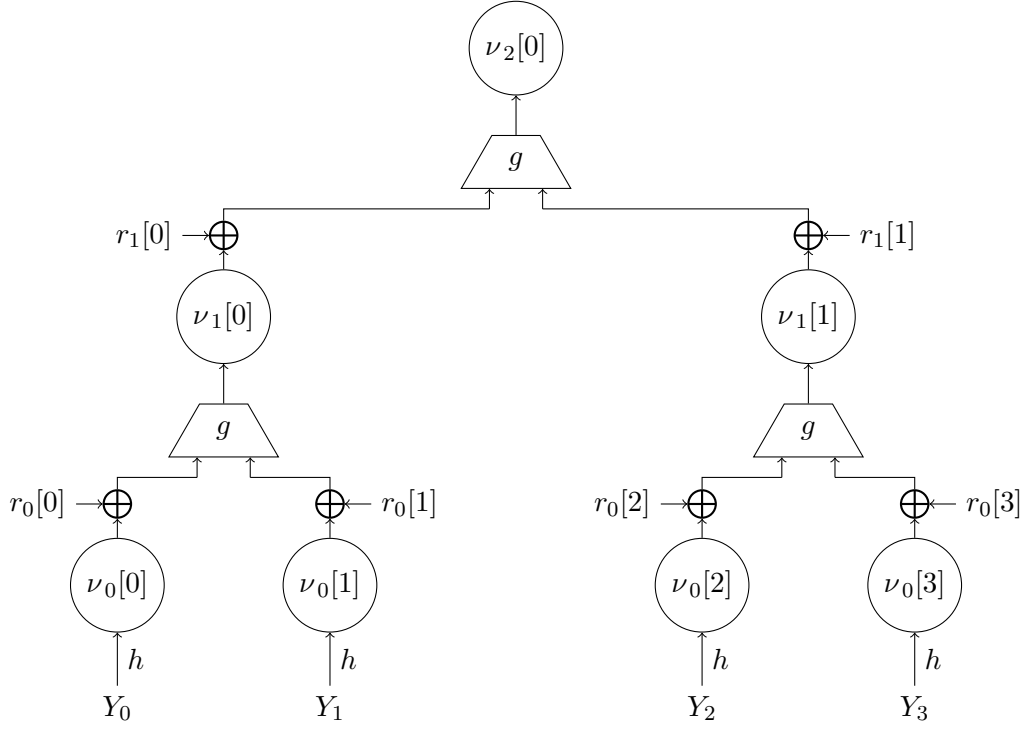 ν₂[0]
g
r₁[0] r₁[1]
ν₁[0] ν₁[1]
g g
r₀[0] r₀[1] r₀[2] r₀[3]
ν₀[0] ν₀[1] ν₀[2] ν₀[3]
h h h h
Y₀ Y₁ Y₂ Y₃